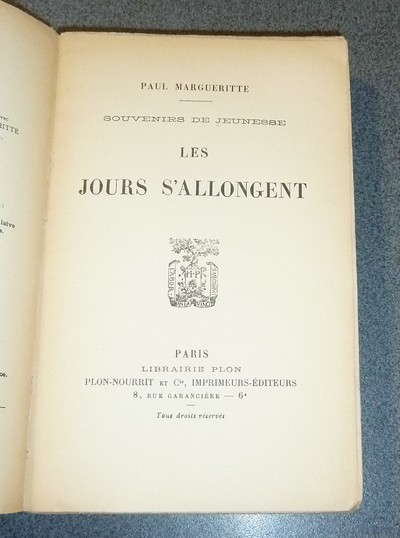 PAUL MARGUERITTE
SOUVENIRS DE JEUNESSE
LES
JOURS S'ALLONGENT
LABOR
H·P
PARIS
LIBRAIRIE PLON
PLON-NOURRIT ET Cie, IMPRIMEURS-ÉDITEURS
8, RUE GARANCIÈRE — 6e
Tous droits réservés